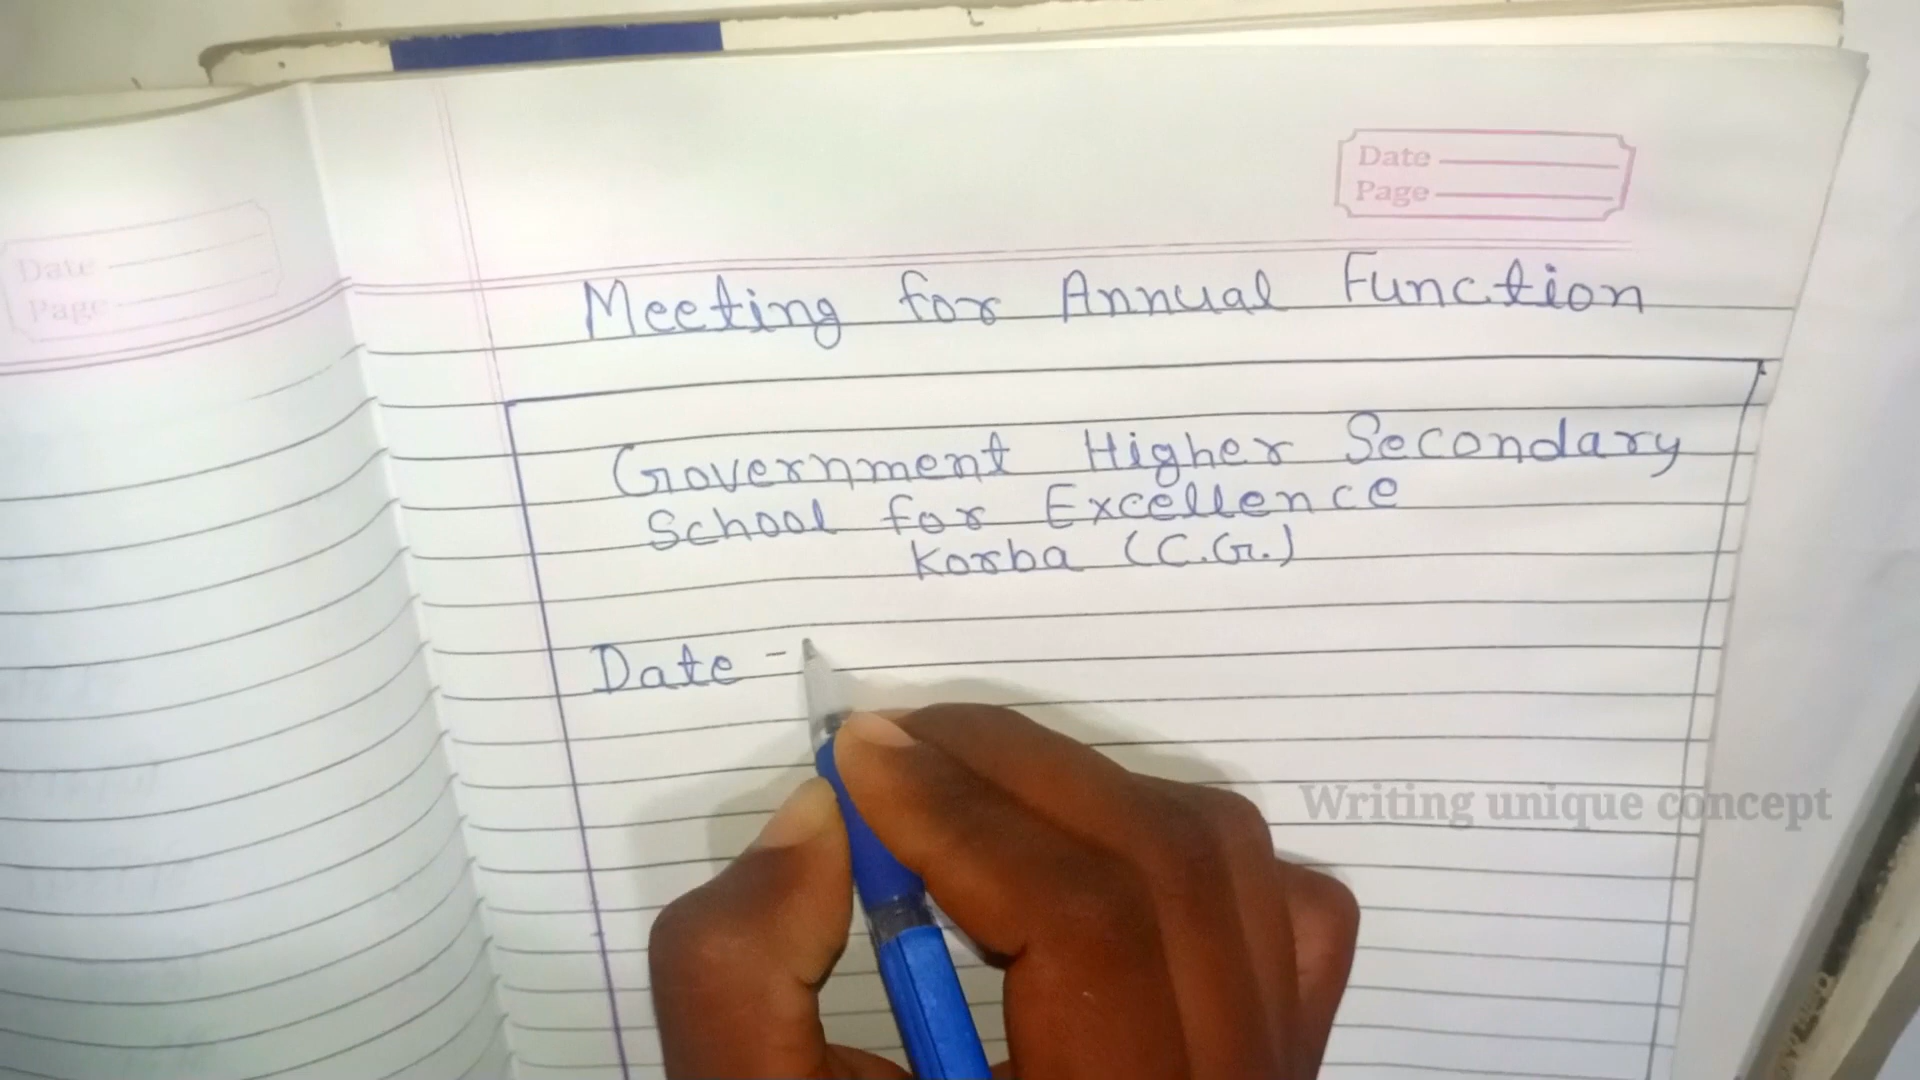 Date
Page
Date
Page
Meeting for Annual Function
Government Higher Secondary
School for Excellence
Korba (C.G.)
Date -
Writing unique concept